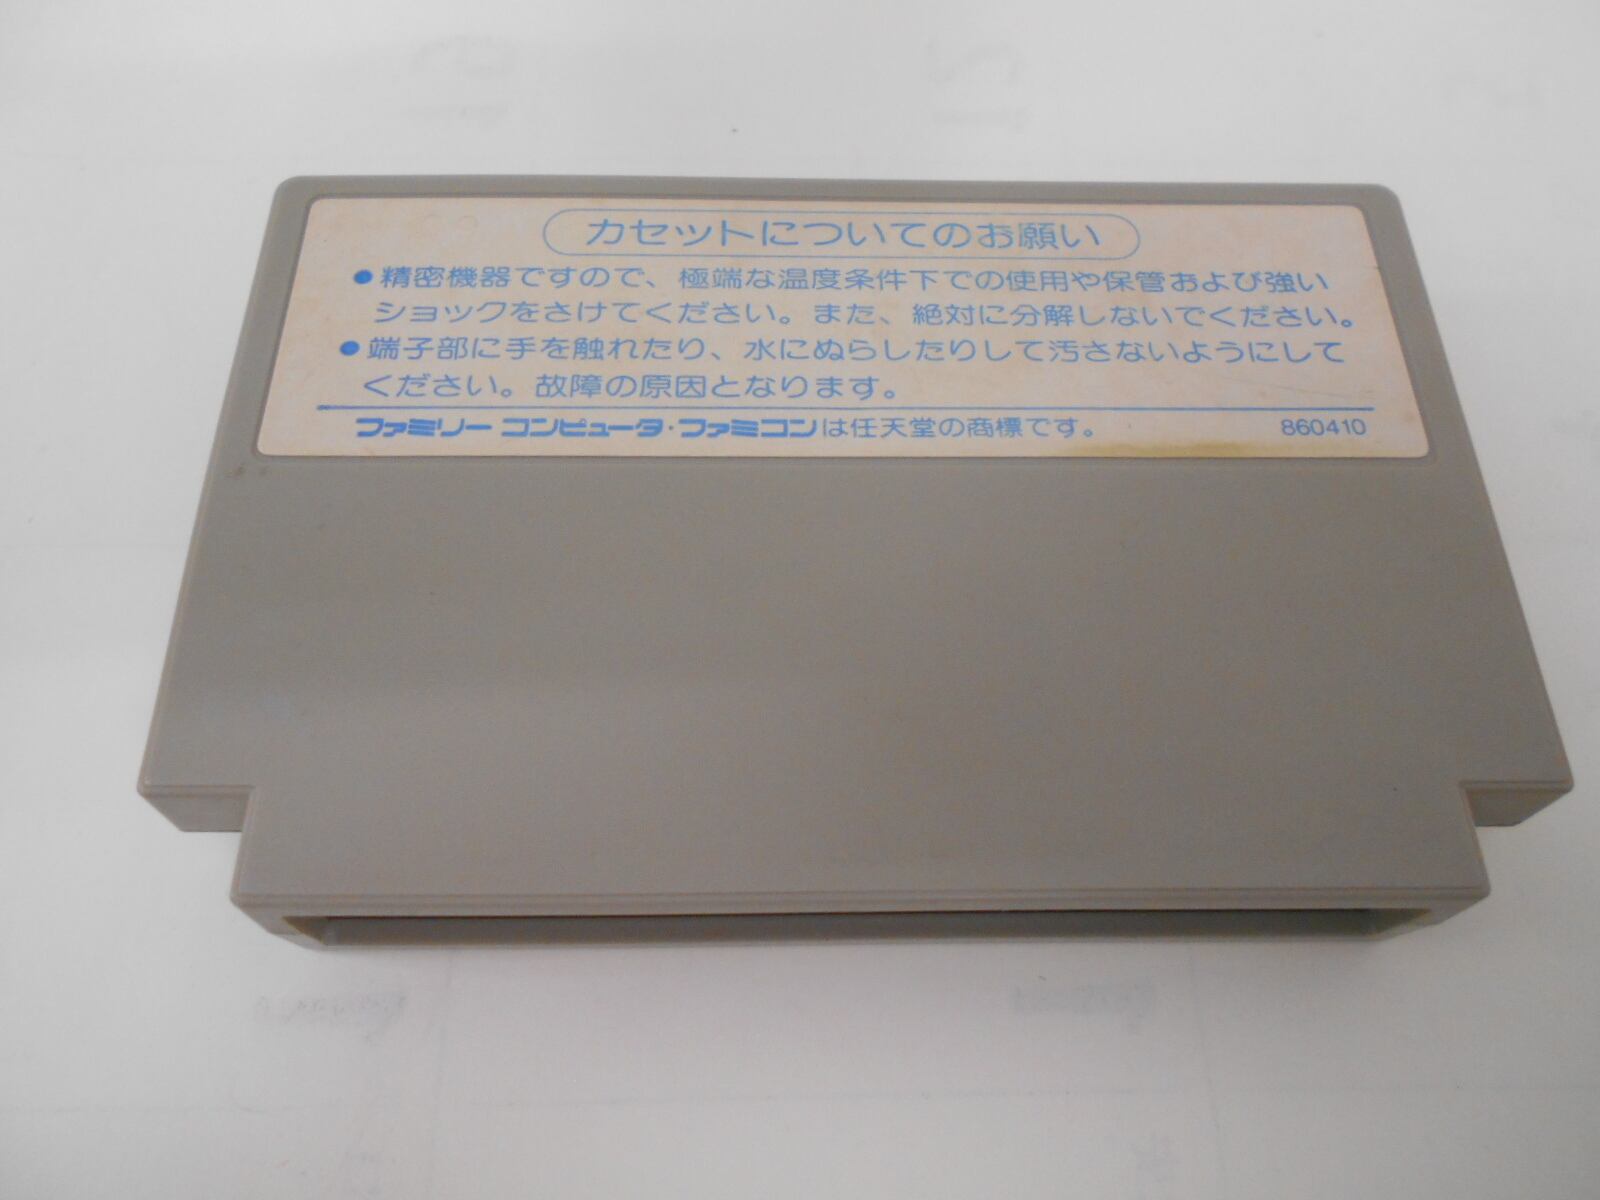 カセットについてのお願い
●精密機器ですので、極端な温度条件下での使用や保管および強い
ショックをさけてください。また、絶対に分解しないでください。
●端子部に手を触れたり、水にぬらしたりして汚さないようにして
ください。故障の原因となります。
ファミリー コンピュータ・ファミコンは任天堂の商標です。 860410